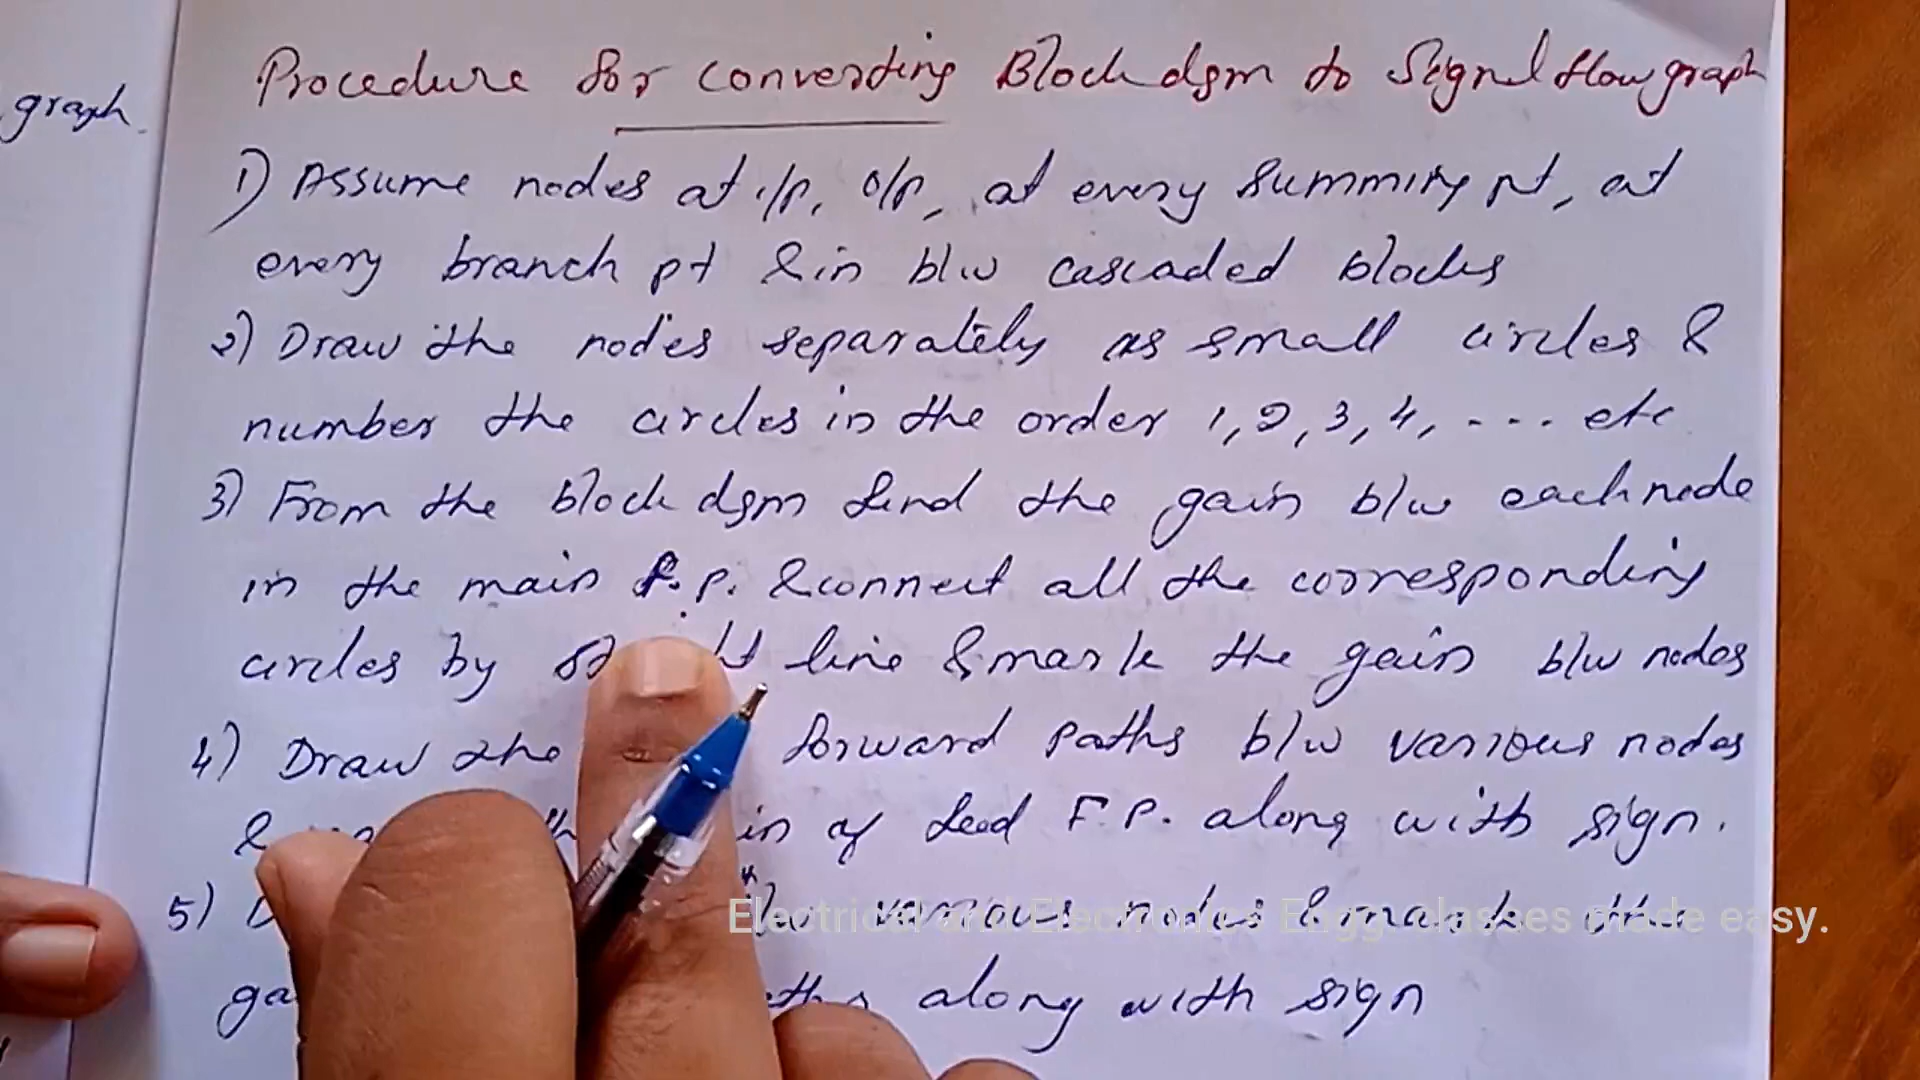 graph
Procedure for converting Block dgm to Signal flow graph
1) Assume nodes at i/p, o/p, at every summing pt, at
every branch pt & in b/w cascaded blocks
2) Draw the nodes separately as small circles &
number the circles in the order 1, 2, 3, 4, - - - - etc
3) From the block dgm find the gain b/w each node
in the main f.p. & connect all the corresponding
circles by line & mark the gain b/w nodes
4) Draw the forward paths b/w various nodes
& of feed F.P. along with sign.
5) various nodes & mark the
along with sign
Electrical and Electronics Engg classes made easy.